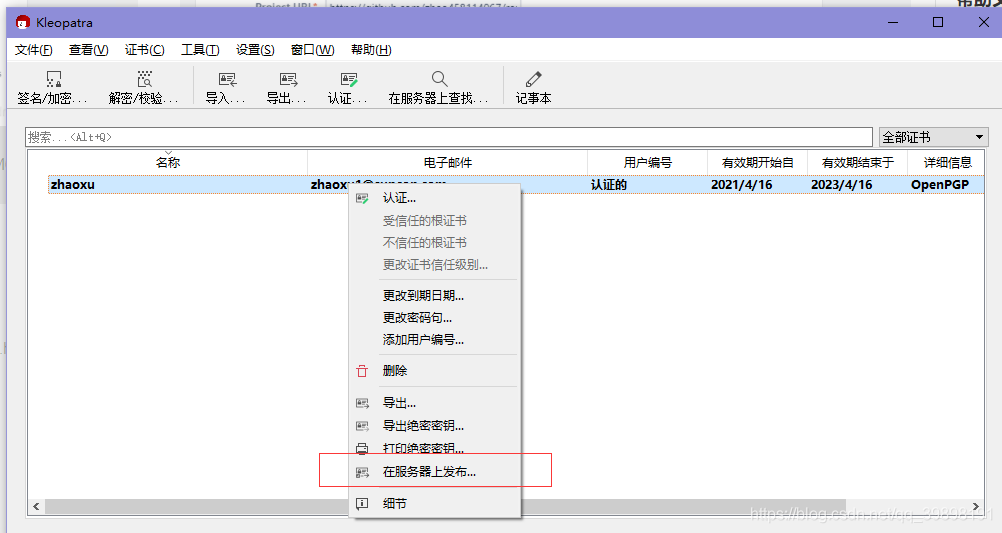 Project URL* https://github.com/zhao458114067/
Kleopatra
文件(F) 查看(V) 证书(C) 工具(T) 设置(S) 窗口(W) 帮助(H)
签名/加密... 解密/校验... 导入... 导出... 认证... 在服务器上查找... 记事本
搜索...<Alt+Q> 全部证书
名称 电子邮件 用户编号 有效期开始自 有效期结束于 详细信息
zhaoxu 认证的 2021/4/16 2023/4/16 OpenPGP
认证...
受信任的根证书
不信任的根证书
更改证书信任级别...
更改到期日期...
更改密码句...
添加用户编号...
删除
导出...
导出绝密密钥...
打印绝密密钥...
在服务器上发布...
细节